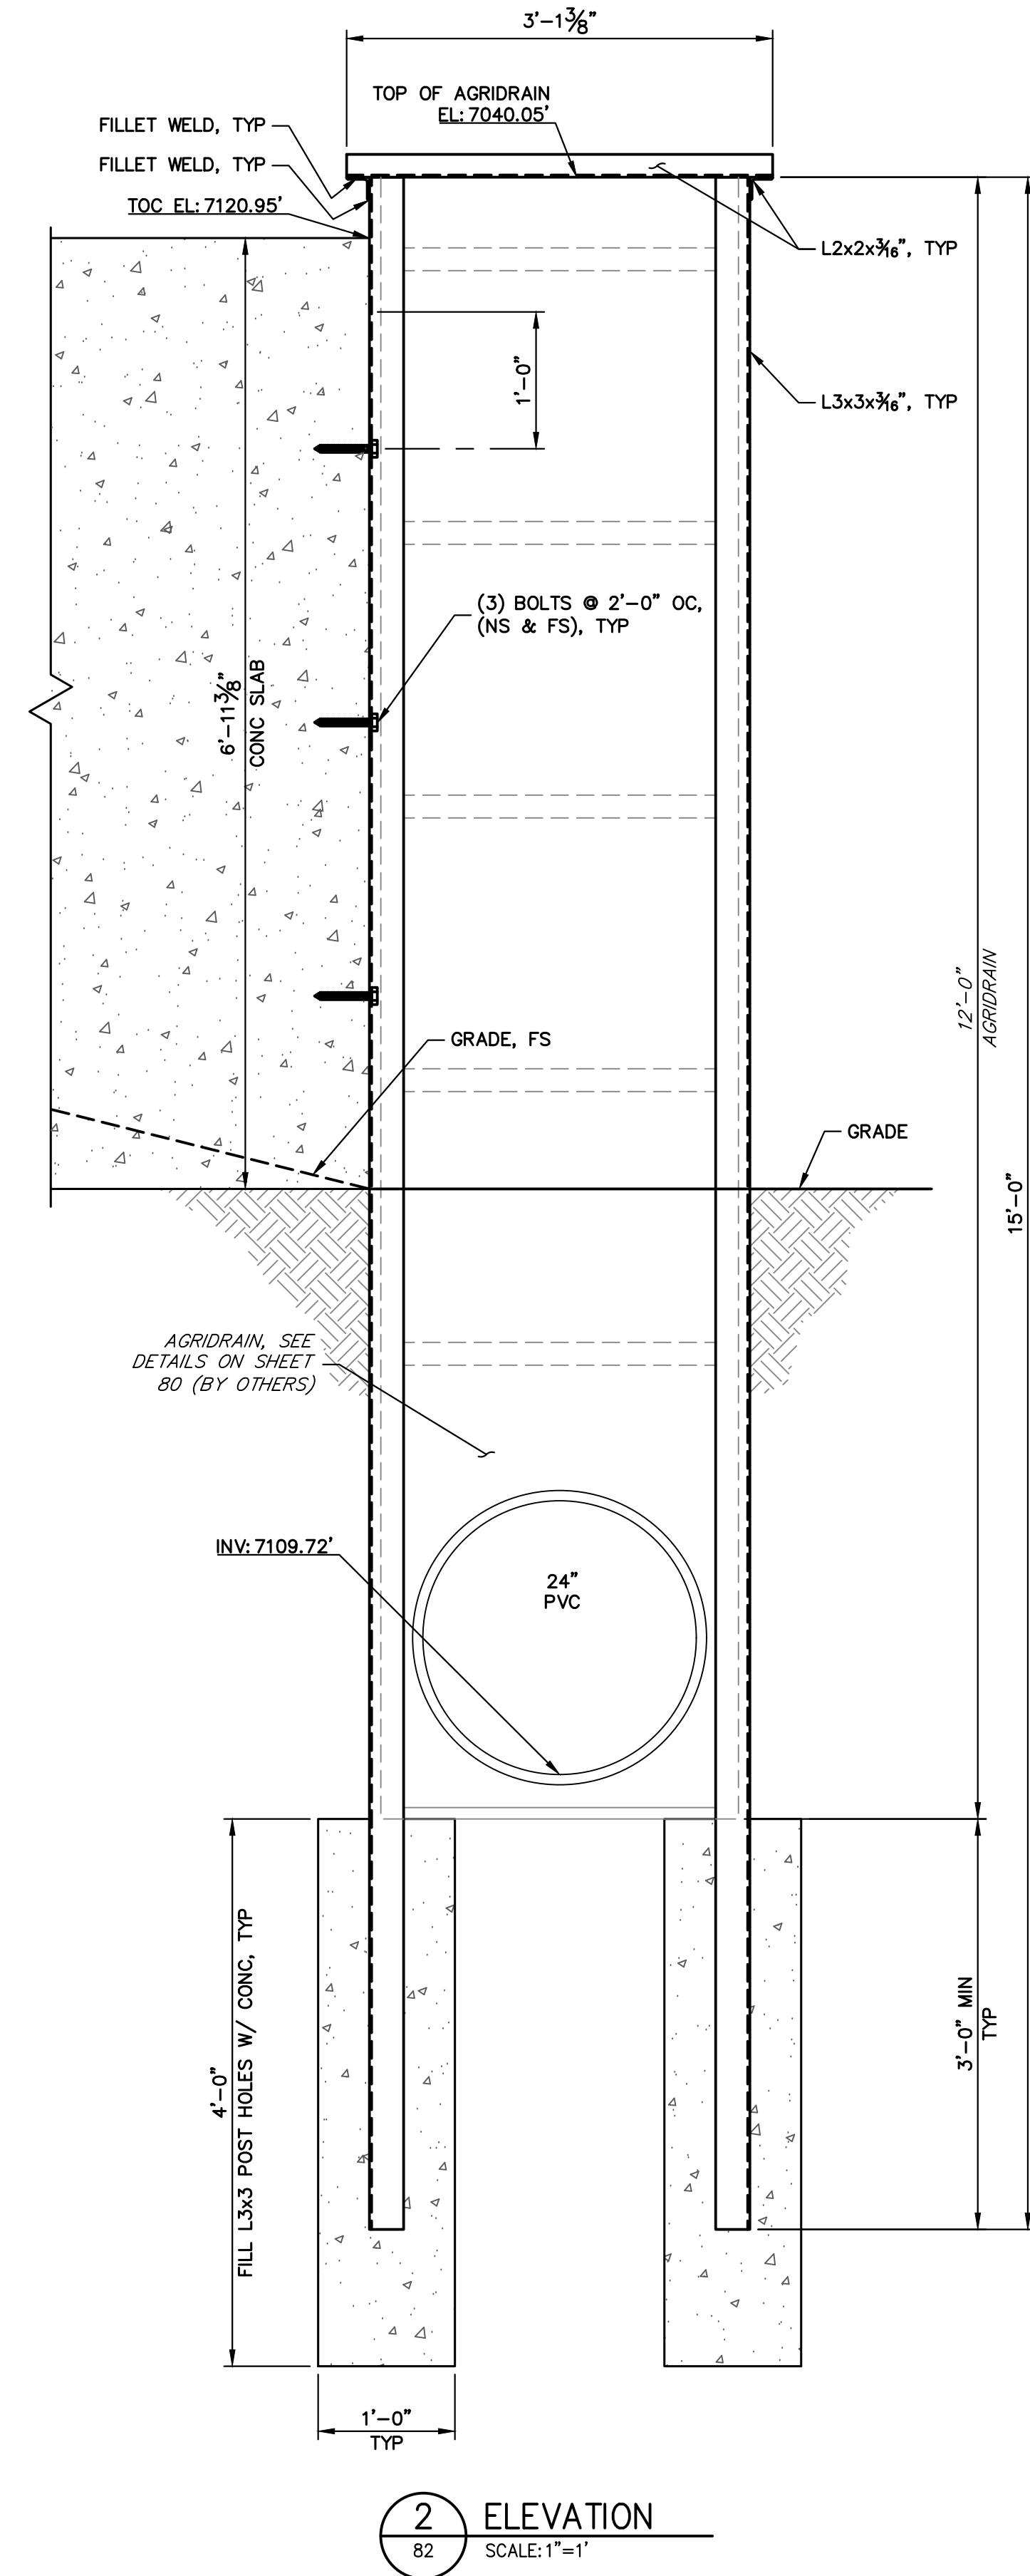 3'-1⅜"
TOP OF AGRIDRAIN
EL: 7040.05'
FILLET WELD, TYP
FILLET WELD, TYP
TOC EL: 7120.95'
L2x2x3⁄16", TYP
1'-0"
L3x3x3⁄16", TYP
(3) BOLTS @ 2'-0" OC,
(NS & FS), TYP
6'-11⅜"
CONC SLAB
12'-0"
AGRIDRAIN
GRADE, FS
GRADE
15'-0"
AGRIDRAIN, SEE
DETAILS ON SHEET
80 (BY OTHERS)
INV: 7109.72'
24"
PVC
4'-0"
FILL L3x3 POST HOLES W/ CONC, TYP
3'-0" MIN
TYP
1'-0"
TYP
2
82
ELEVATION
SCALE: 1"=1'